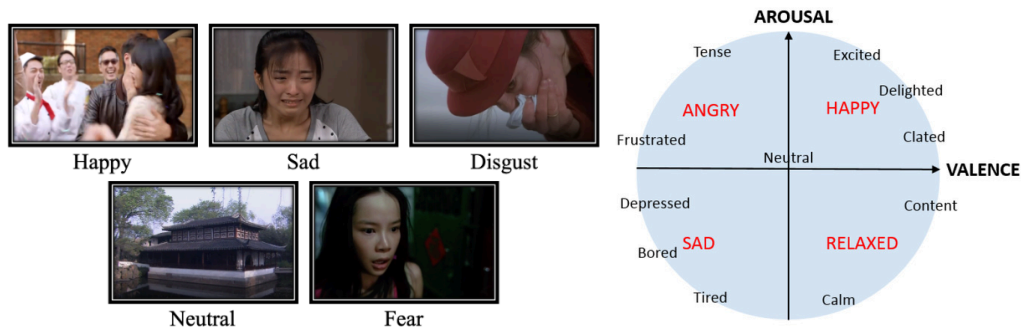 Happy
Sad
Disgust
Neutral
Fear
AROUSAL
Tense
Excited
Delighted
ANGRY
HAPPY
Frustrated
Clated
Neutral
VALENCE
Depressed
Content
Bored
SAD
RELAXED
Tired
Calm